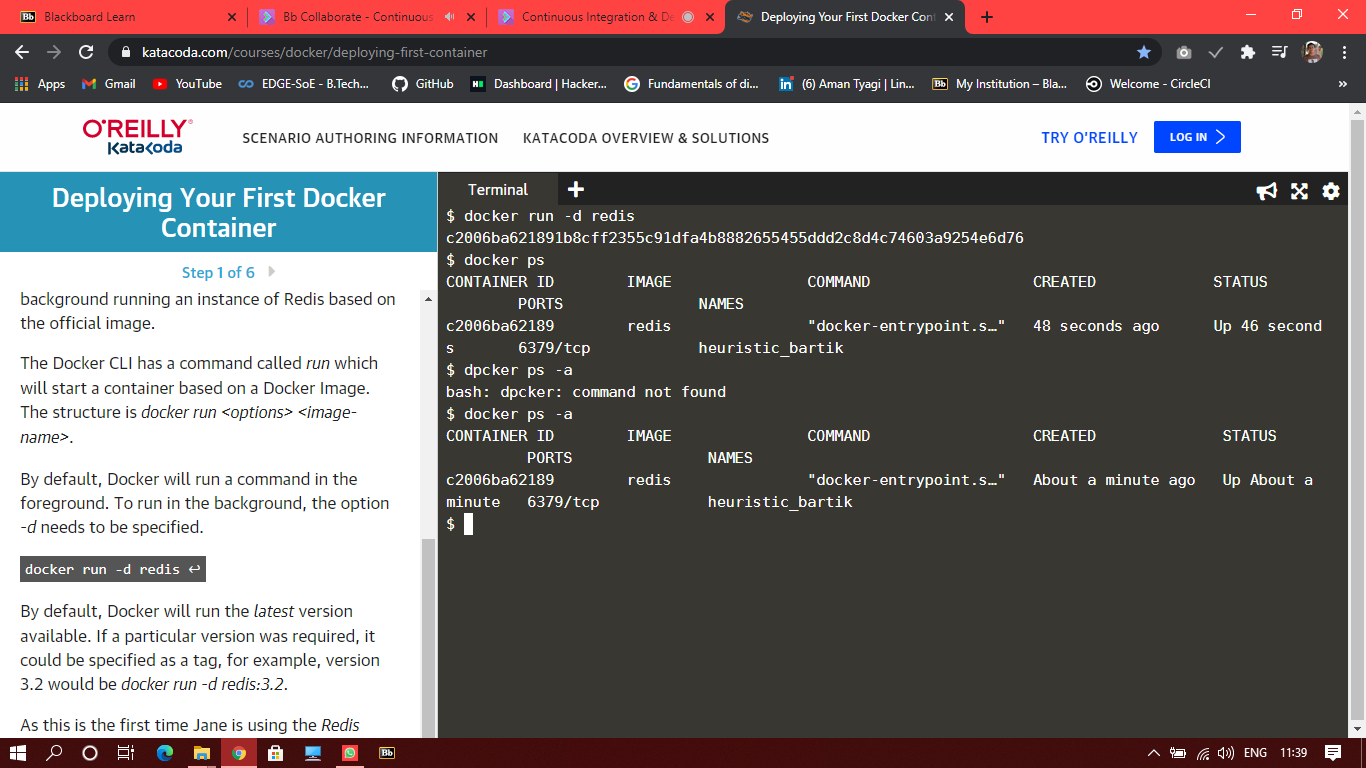 Blackboard Learn
Bb Collaborate - Continuous
Continuous Integration & De
Deploying Your First Docker Cont
katacoda.com/courses/docker/deploying-first-container
Apps
Gmail
YouTube
EDGE-SoE - B.Tech...
GitHub
Dashboard | Hacker...
Fundamentals of di...
(6) Aman Tyagi | Lin...
My Institution – Bla...
Welcome - CircleCI
»
O'REILLY®
KataKoda
SCENARIO AUTHORING INFORMATION
KATACODA OVERVIEW & SOLUTIONS
TRY O'REILLY
LOG IN
Deploying Your First Docker
Container
Step 1 of 6
background running an instance of Redis based on
the official image.
The Docker CLI has a command called run which
will start a container based on a Docker Image.
The structure is docker run <options> <image-
name>.
By default, Docker will run a command in the
foreground. To run in the background, the option
-d needs to be specified.
docker run -d redis ↩
By default, Docker will run the latest version
available. If a particular version was required, it
could be specified as a tag, for example, version
3.2 would be docker run -d redis:3.2.
As this is the first time Jane is using the Redis
Terminal
$ docker run -d redis
c2006ba621891b8cff2355c91dfa4b8882655455ddd2c8d4c74603a9254e6d76
$ docker ps
CONTAINER ID        IMAGE               COMMAND                  CREATED             STATUS
        PORTS               NAMES
c2006ba62189        redis               "docker-entrypoint.s…"   48 seconds ago      Up 46 second
s       6379/tcp            heuristic_bartik
$ dpcker ps -a
bash: dpcker: command not found
$ docker ps -a
CONTAINER ID        IMAGE               COMMAND                  CREATED              STATUS
         PORTS               NAMES
c2006ba62189        redis               "docker-entrypoint.s…"   About a minute ago   Up About a
minute   6379/tcp            heuristic_bartik
$
ENG
11:39